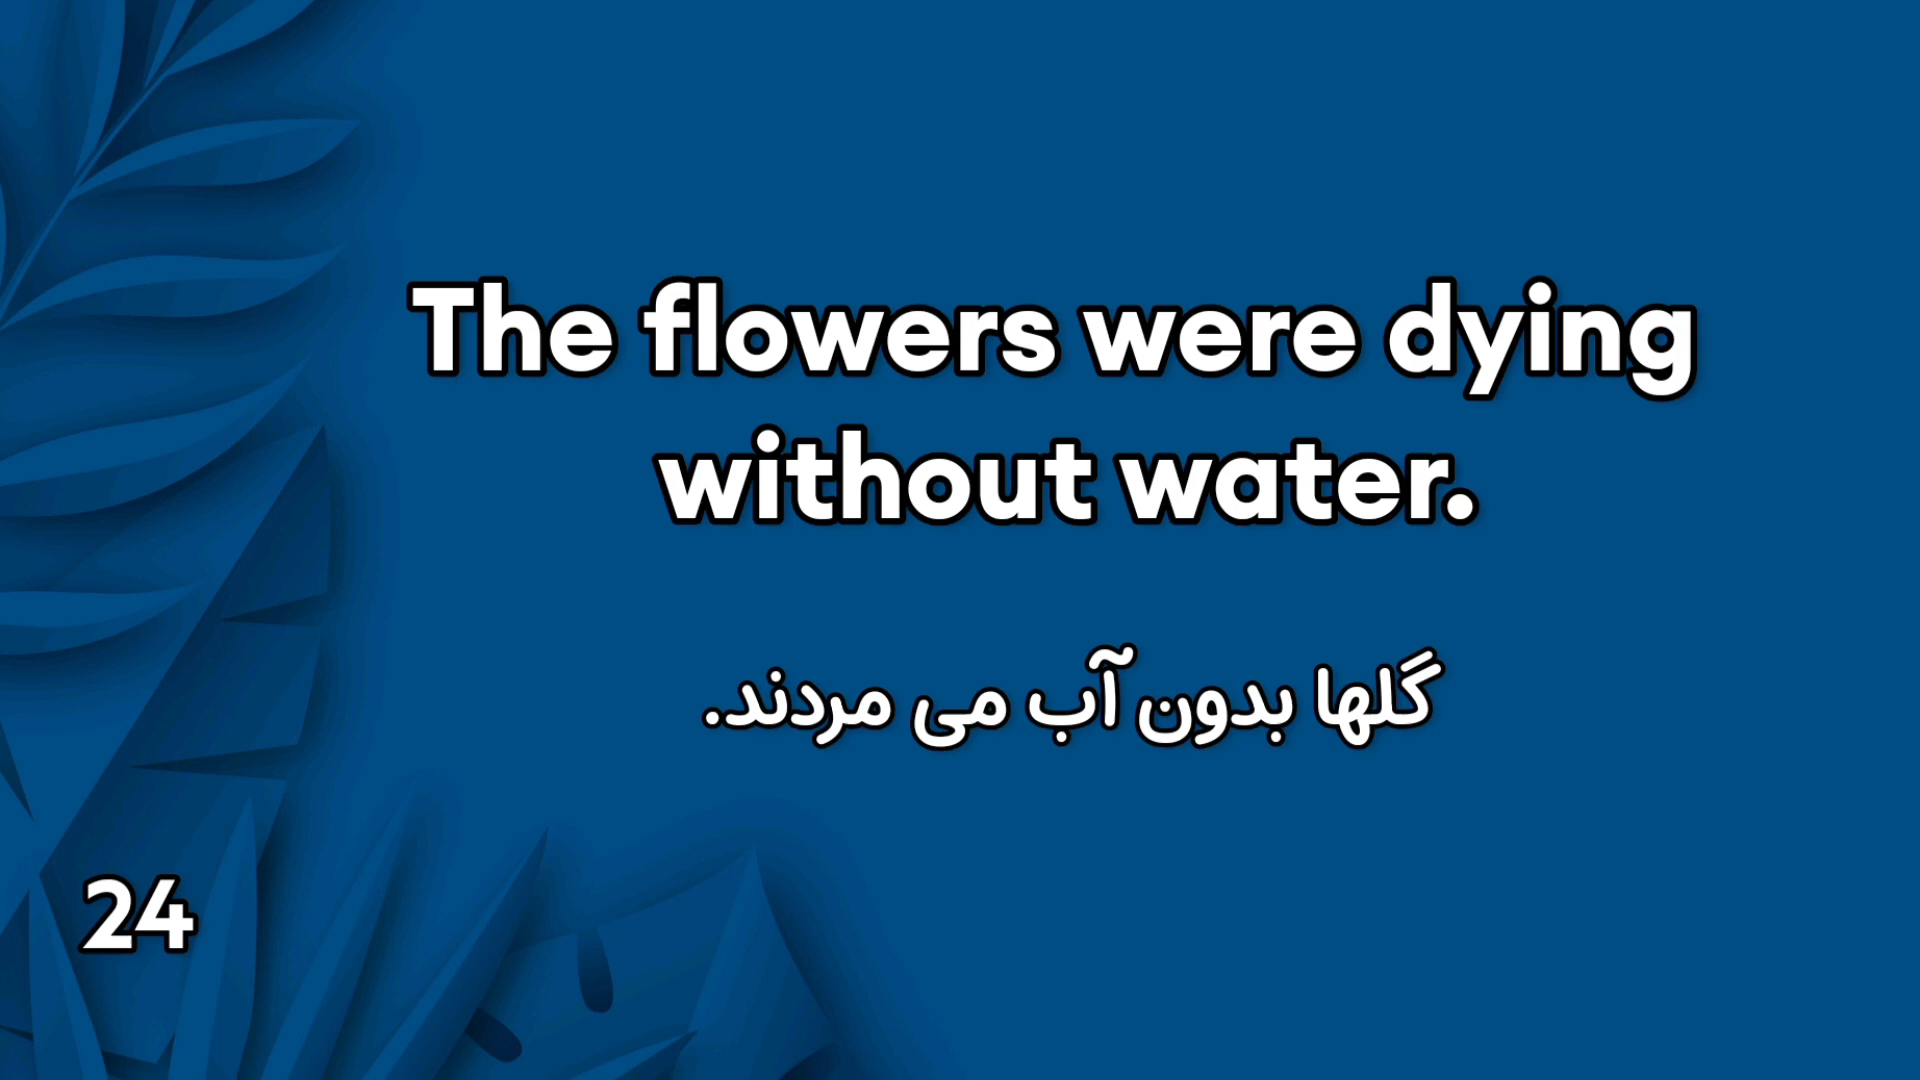 The flowers were dying
without water.
گلها بدون آب می مردند.
24